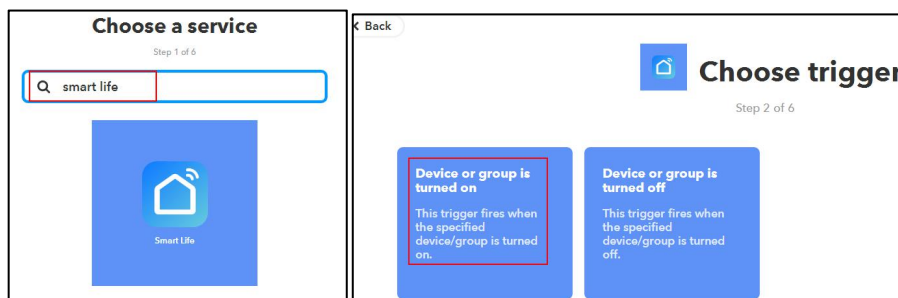 Choose a service
Step 1 of 6
smart life
Smart Life
Back
Choose trigger
Step 2 of 6
Device or group is
turned on
This trigger fires when
the specified
device/group is turned
on.
Device or group is
turned off
This trigger fires when
the specified
device/group is turned
off.